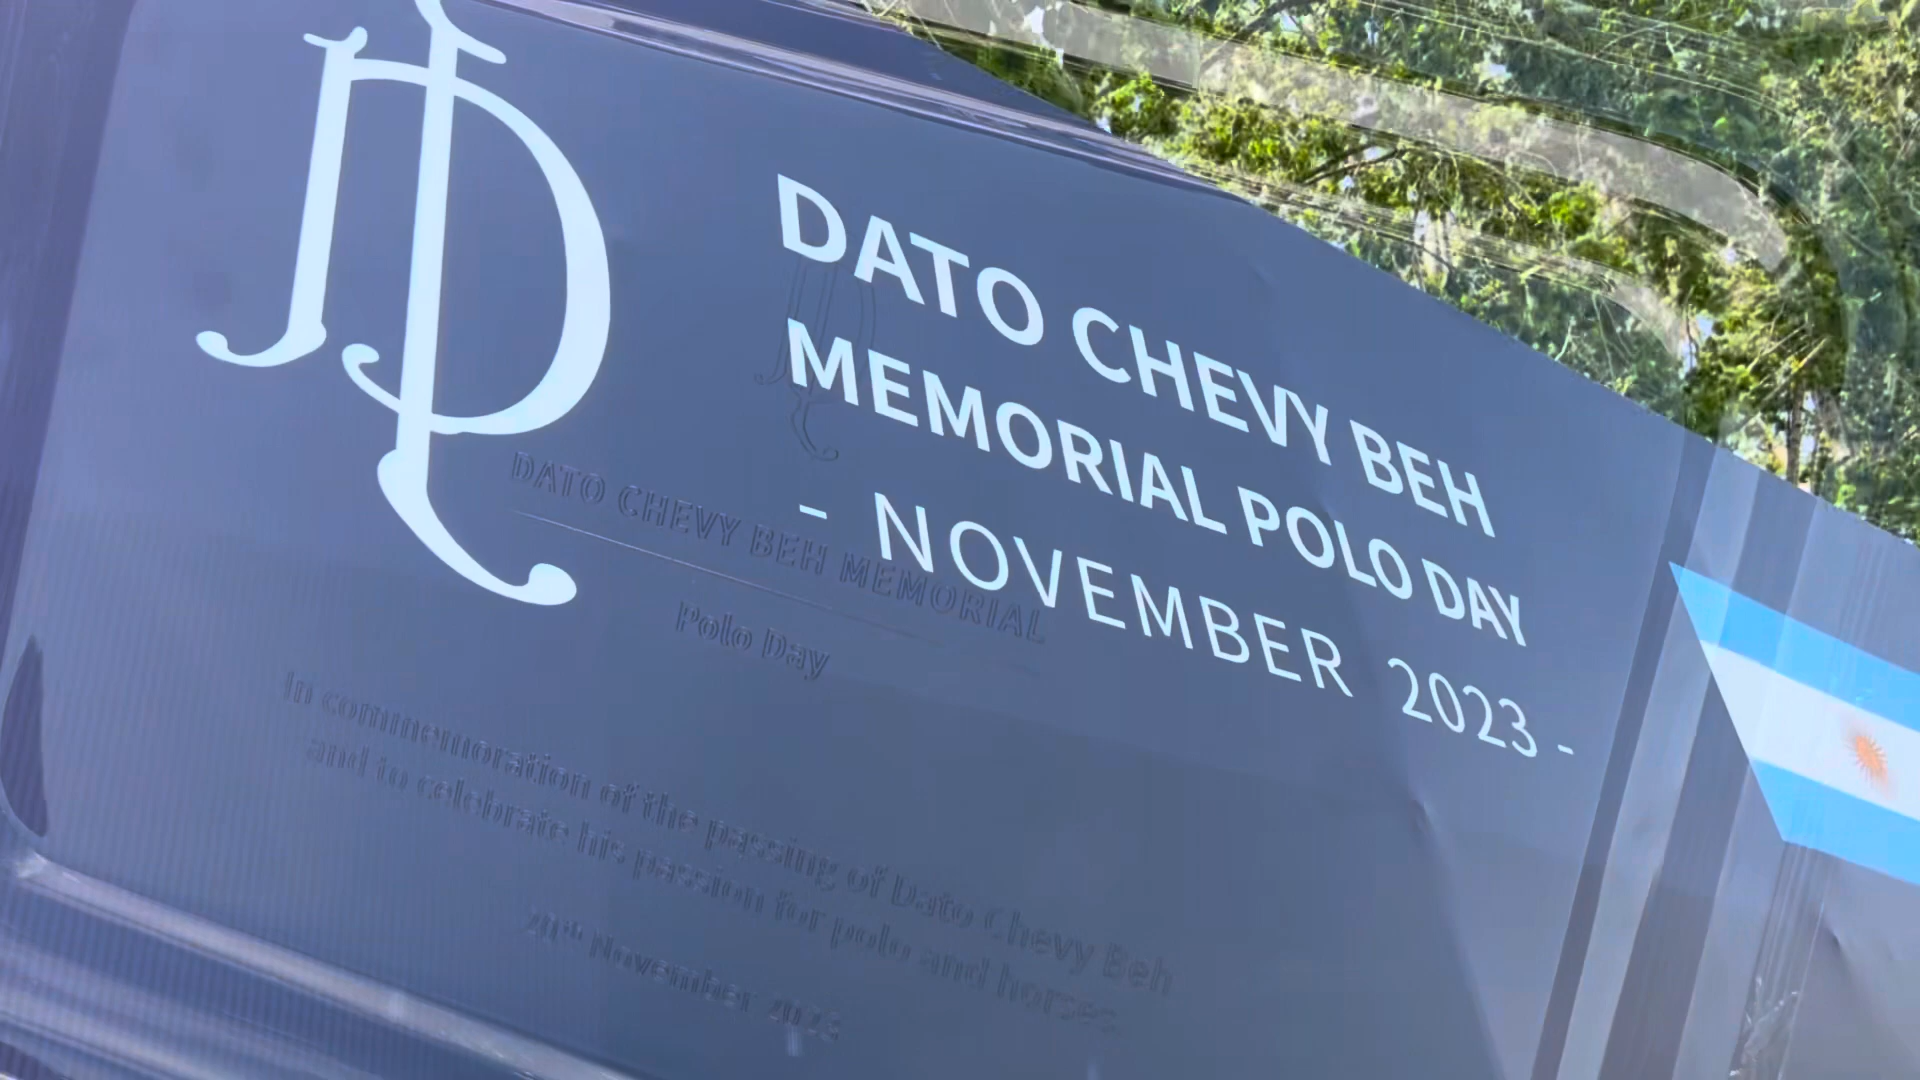 DATO CHEVY BEH
MEMORIAL POLO DAY
- NOVEMBER 2023 -
DATO CHEVY BEH MEMORIAL
Polo Day
In commemoration of the passing of Dato Chevy Beh
and to celebrate his passion for polo and horses
November 2023